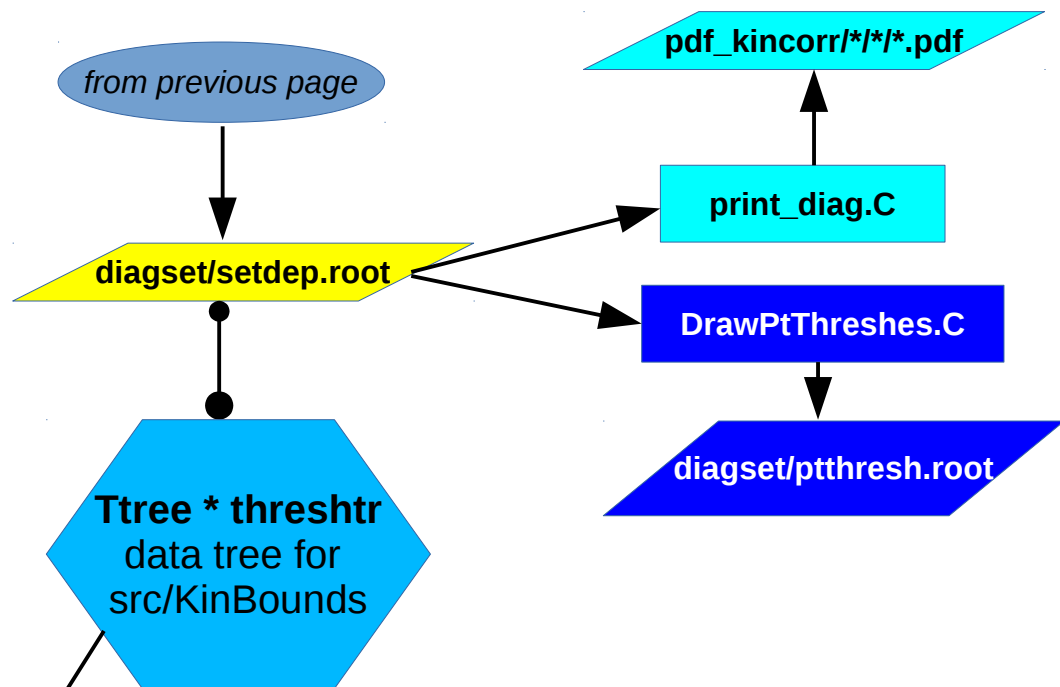 pdf_kincorr/*/*/*.pdf
from previous page
print_diag.C
diagset/setdep.root
DrawPtThreshes.C
diagset/ptthresh.root
Ttree * threshtr
data tree for
src/KinBounds